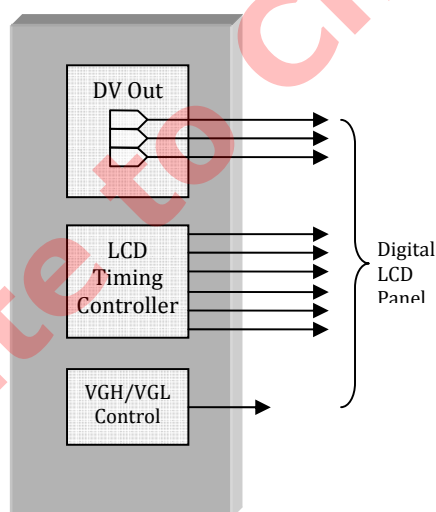 DV Out
LCD
Timing
Controller
VGH/VGL
Control
Digital
LCD
Panel